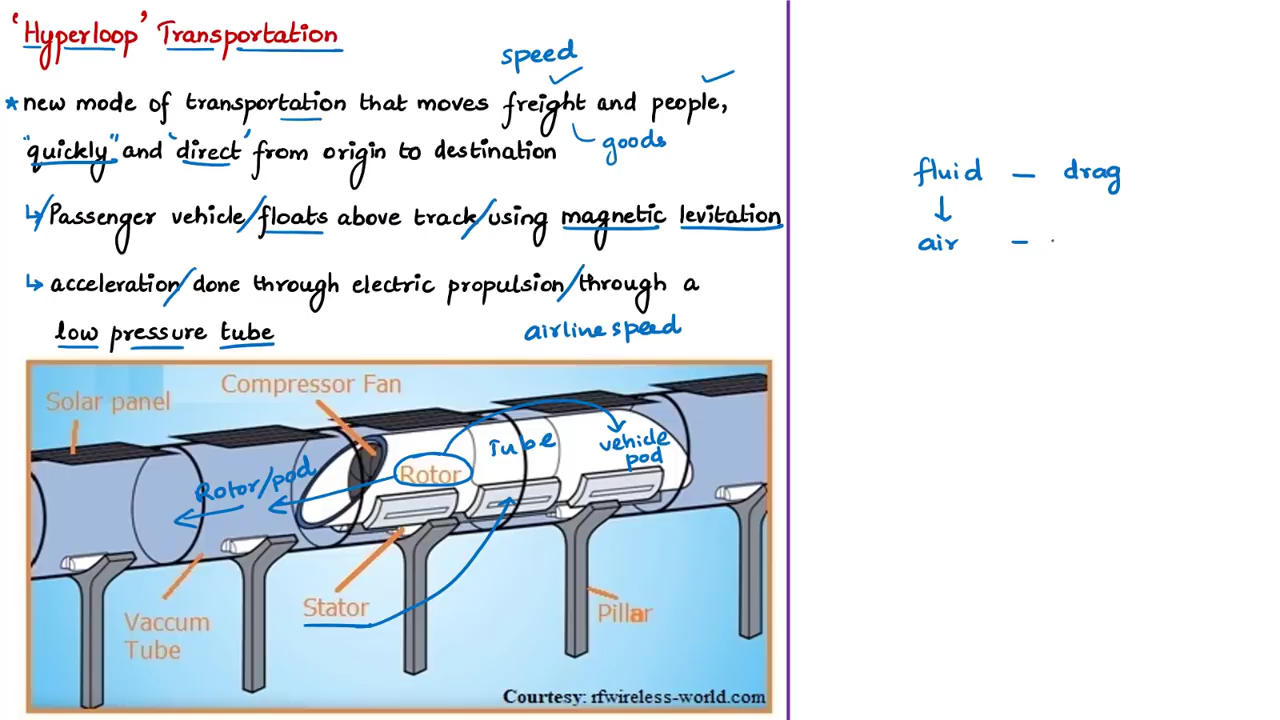 ‘Hyperloop’ Transportation
speed
* new mode of transportation that moves freight and people,
goods
"quickly" and 'direct' from origin to destination
↳ Passenger vehicle/floats above track/using magnetic levitation
↳ acceleration/done through electric propulsion/through a
low pressure tube
airline speed
Solar panel
Compressor Fan
Tube
vehicle
pod
Rotor
Rotor/pod
Stator
Vaccum
Tube
Pillar
Courtesy: rfwireless-world.com
fluid — drag
↓
air –